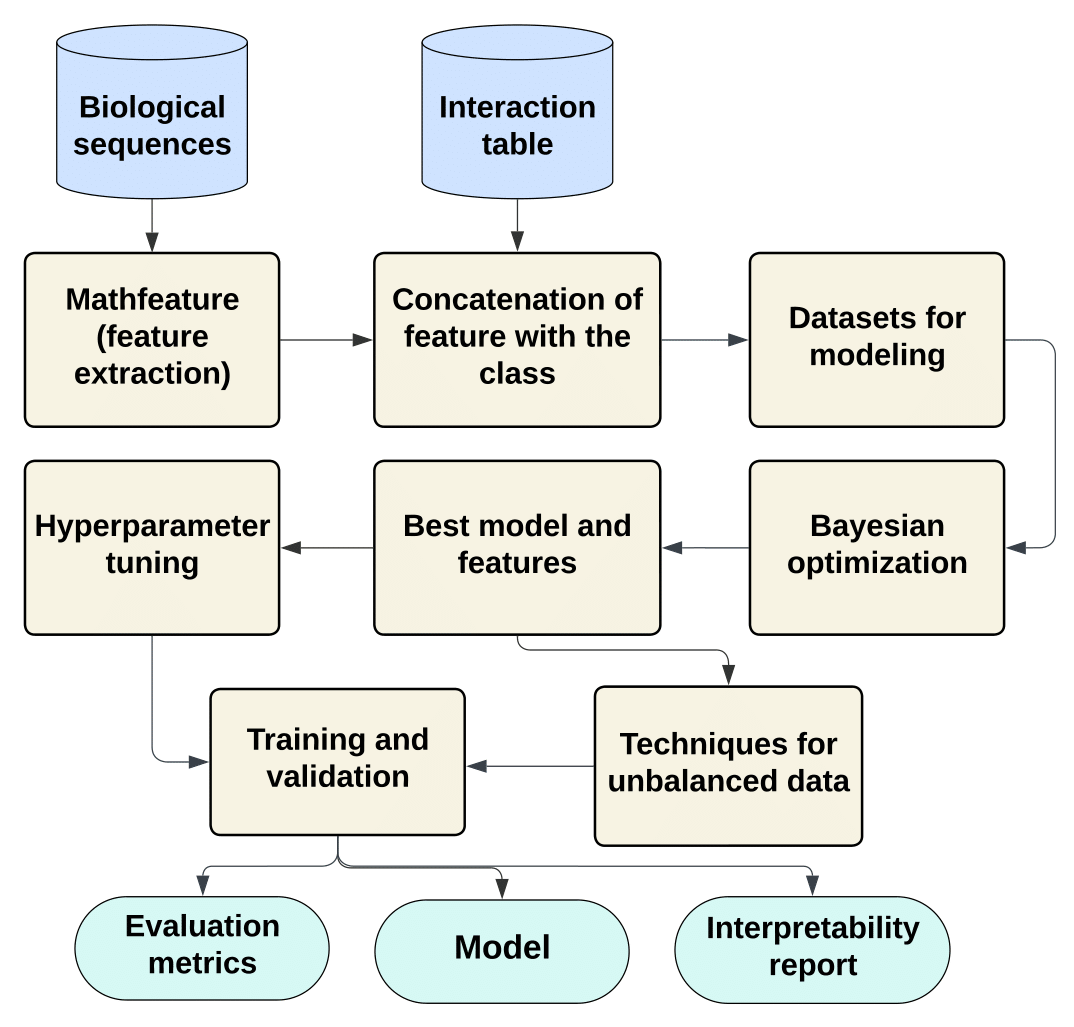 Biological
sequences
Interaction
table
Mathfeature
(feature
extraction)
Concatenation of
feature with the
class
Datasets for
modeling
Hyperparameter
tuning
Best model and
features
Bayesian
optimization
Training and
validation
Techniques for
unbalanced data
Evaluation
metrics
Model
Interpretability
report